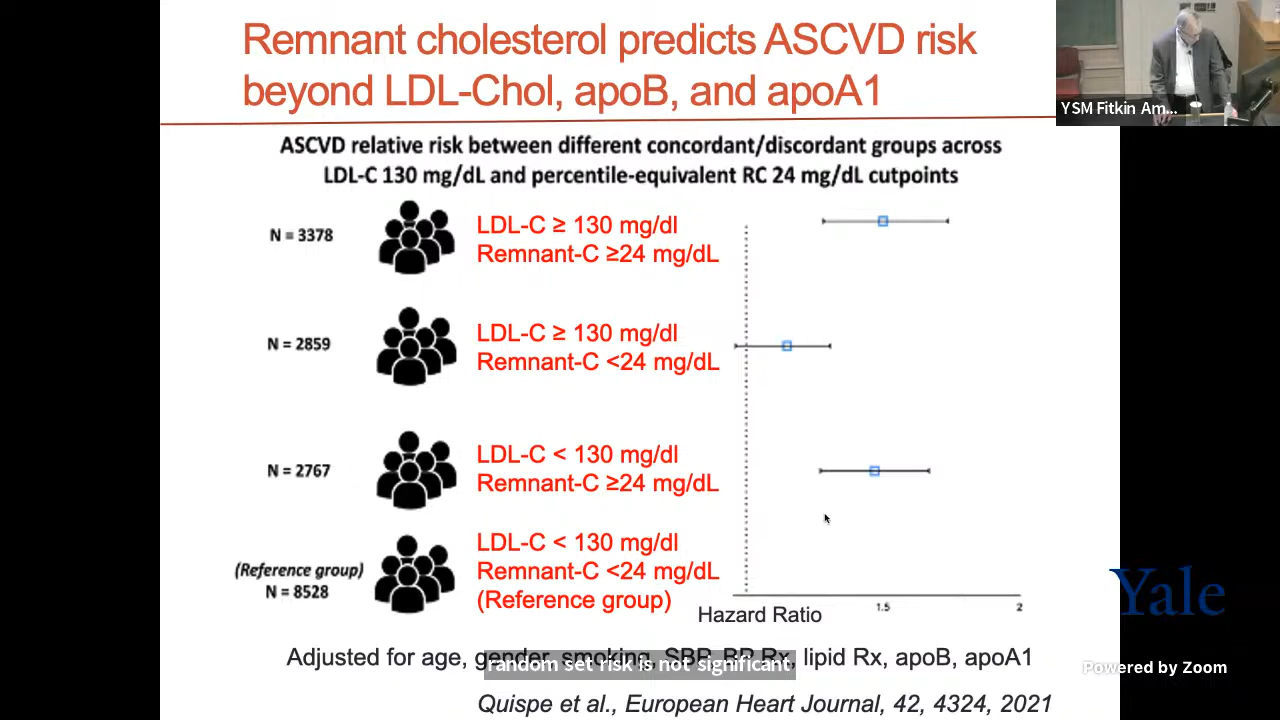 Remnant cholesterol predicts ASCVD risk
beyond LDL-Chol, apoB, and apoA1
YSM Fitkin Am...
ASCVD relative risk between different concordant/discordant groups across
LDL-C 130 mg/dL and percentile-equivalent RC 24 mg/dL cutpoints
N = 3378
LDL-C ≥ 130 mg/dl
Remnant-C ≥24 mg/dL
N = 2859
LDL-C ≥ 130 mg/dl
Remnant-C <24 mg/dL
N = 2767
LDL-C < 130 mg/dl
Remnant-C ≥24 mg/dL
(Reference group)
N = 8528
LDL-C < 130 mg/dl
Remnant-C <24 mg/dL
(Reference group)
Hazard Ratio
1.5
2
Yale
Adjusted for age, gender, smoking, SBP, BP Rx, lipid Rx, apoB, apoA1
random set risk is not significant
Powered by Zoom
Quispe et al., European Heart Journal, 42, 4324, 2021